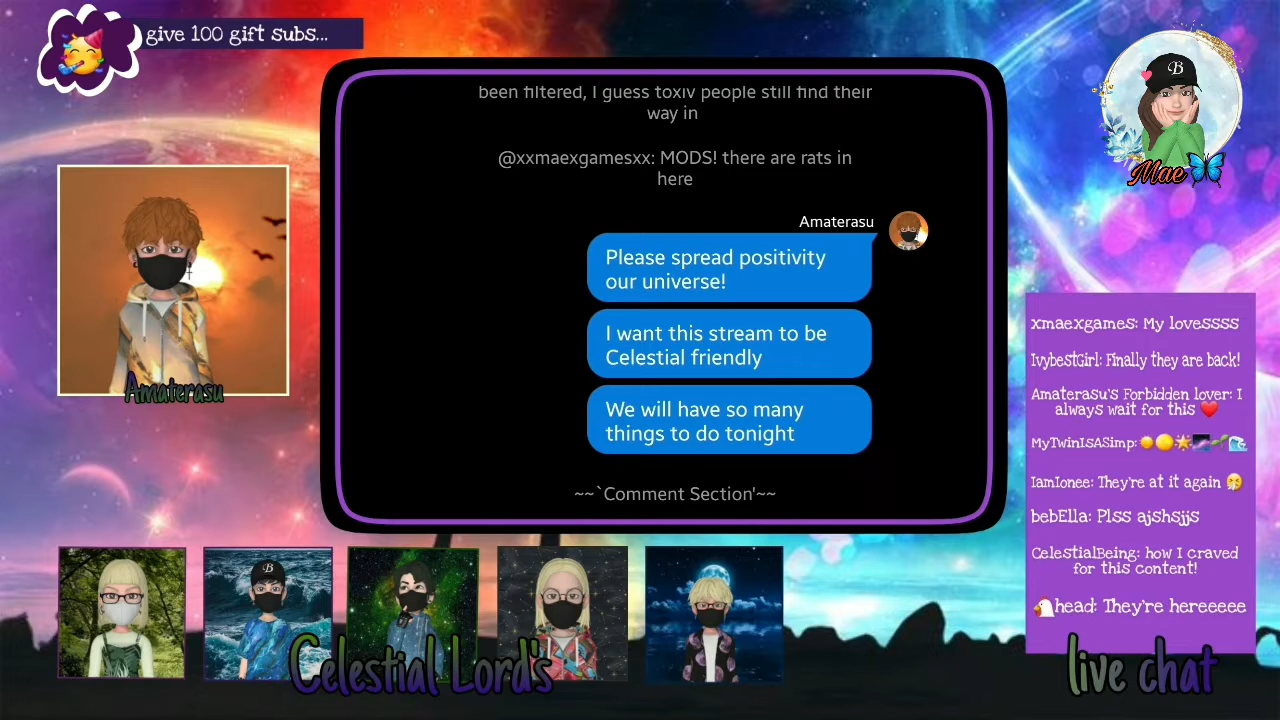 give 100 gift subs...
been filtered, I guess toxiv people still find their
way in
@xxmaexgamesxx: MODS! there are rats in
here
Amaterasu
Please spread positivity
our universe!
I want this stream to be
Celestial friendly
We will have so many
things to do tonight
~~`Comment Section'~~
Amaterasu
B
Mae
xmaexgames: My lovessss
IvybestGirl: Finally they are back!
Amaterasu's Forbidden lover: I
always wait for this ❤️
MyTwinIsASimp: 🌞🌕🌟🌌🌱🌊
IamIonee: They're at it again 🤧
bebElla: Plss ajshsjjs
CelestialBeing: how I craved
for this content!
🐔head: They're hereeeee
live chat
B
Celestial Lord's